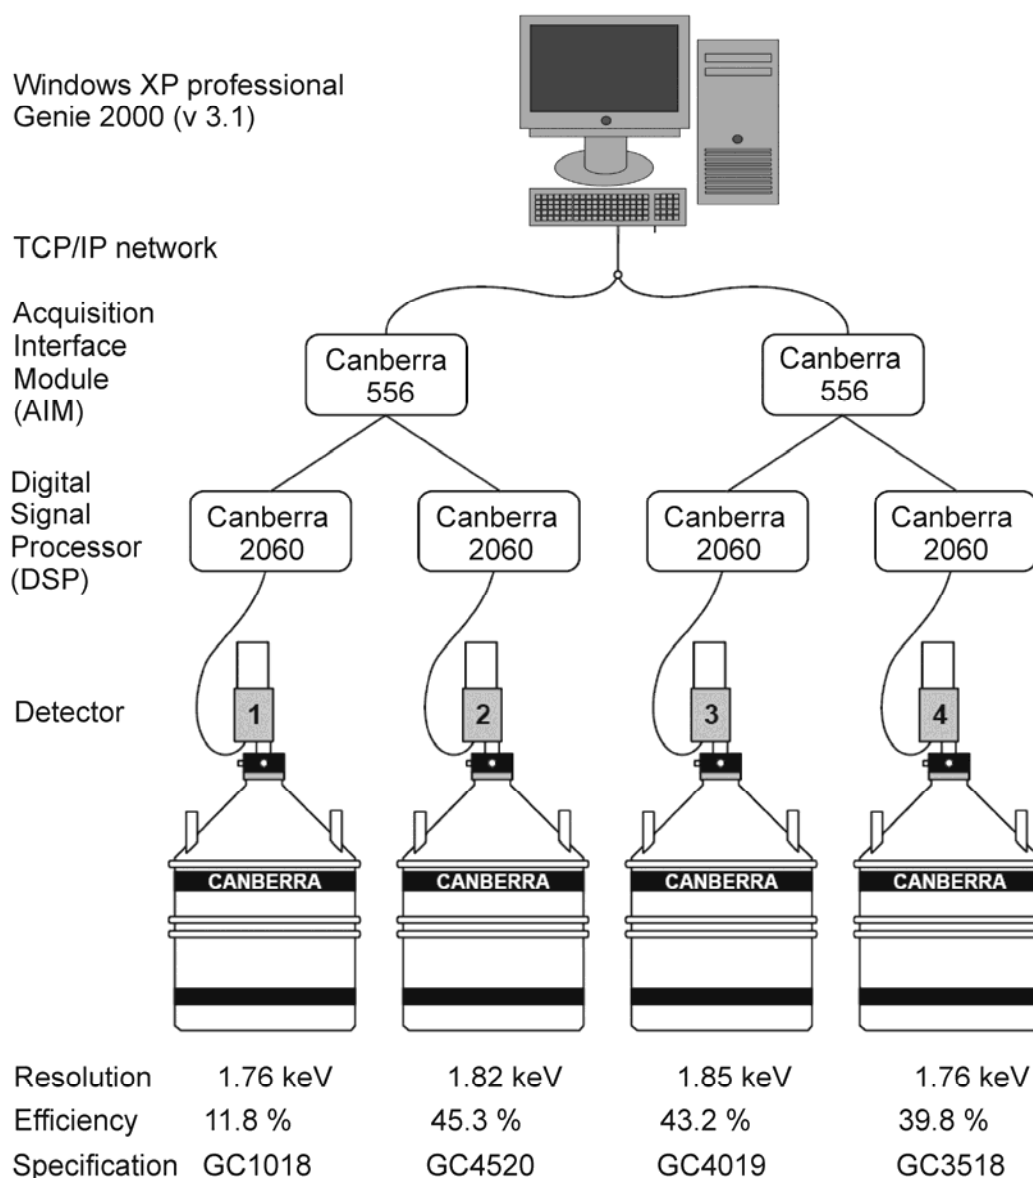 Windows XP professional
Genie 2000 (v 3.1)
TCP/IP network
Acquisition
Interface
Module
(AIM)
Canberra
556
Canberra
556
Digital
Signal
Processor
(DSP)
Canberra
2060
Canberra
2060
Canberra
2060
Canberra
2060
Detector
1
2
3
4
CANBERRA
CANBERRA
CANBERRA
CANBERRA
Resolution 1.76 keV 1.82 keV 1.85 keV 1.76 keV
Efficiency 11.8 % 45.3 % 43.2 % 39.8 %
Specification GC1018 GC4520 GC4019 GC3518